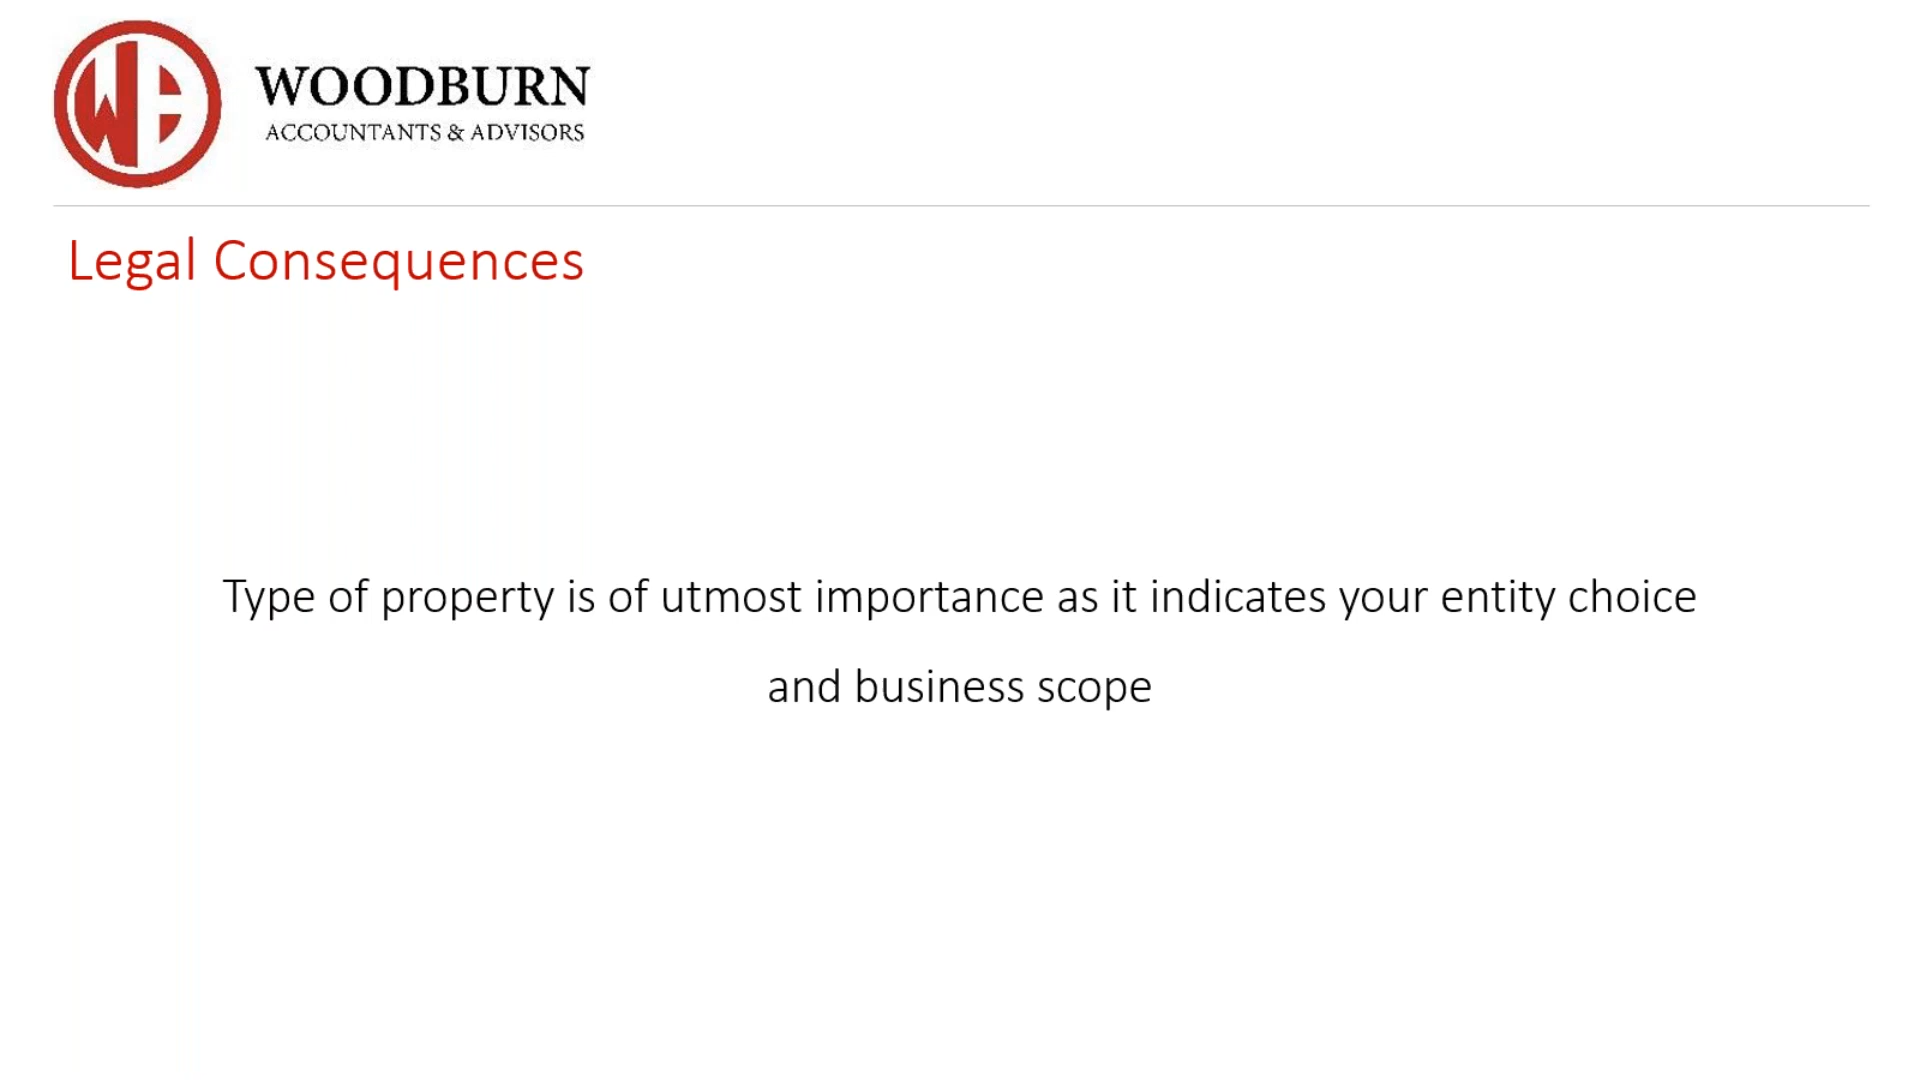 WOODBURN
ACCOUNTANTS & ADVISORS
Legal Consequences
Type of property is of utmost importance as it indicates your entity choice
and business scope